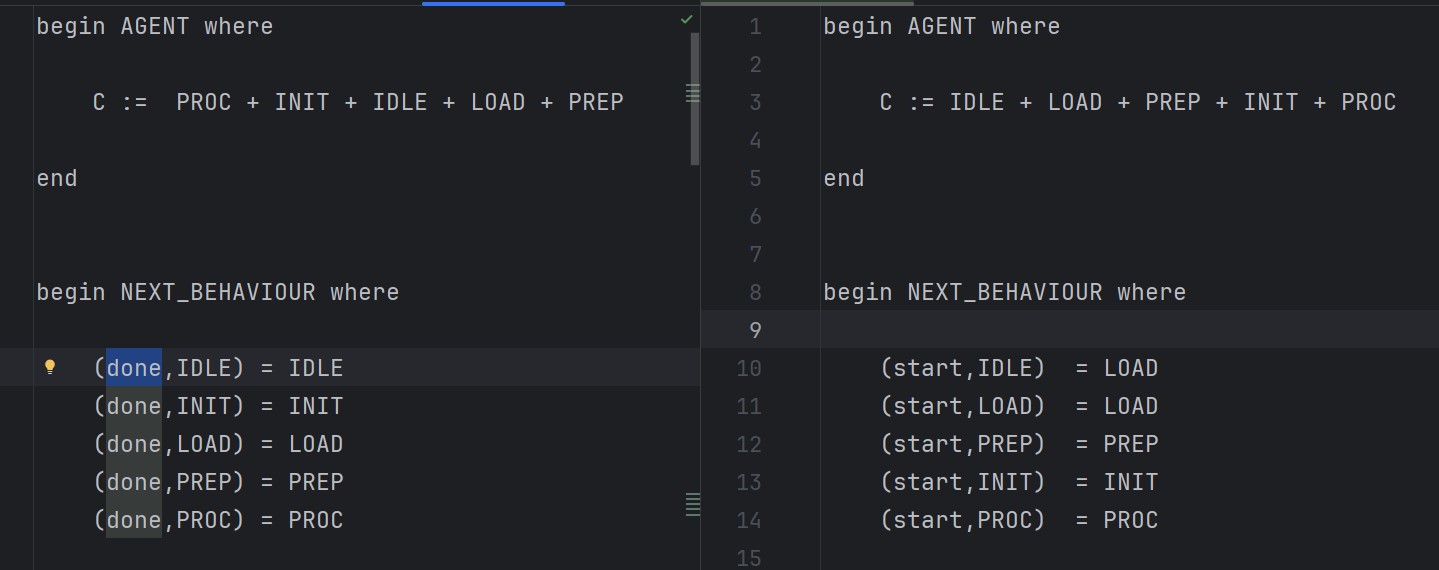 begin AGENT where
C :=  PROC + INIT + IDLE + LOAD + PREP
end
begin NEXT_BEHAVIOUR where
(done,IDLE) = IDLE
(done,INIT) = INIT
(done,LOAD) = LOAD
(done,PREP) = PREP
(done,PROC) = PROC
1 begin AGENT where
2
3 C := IDLE + LOAD + PREP + INIT + PROC
4
5 end
6
7
8 begin NEXT_BEHAVIOUR where
9
10 (start,IDLE)  = LOAD
11 (start,LOAD)  = LOAD
12 (start,PREP)  = PREP
13 (start,INIT)  = INIT
14 (start,PROC)  = PROC
15